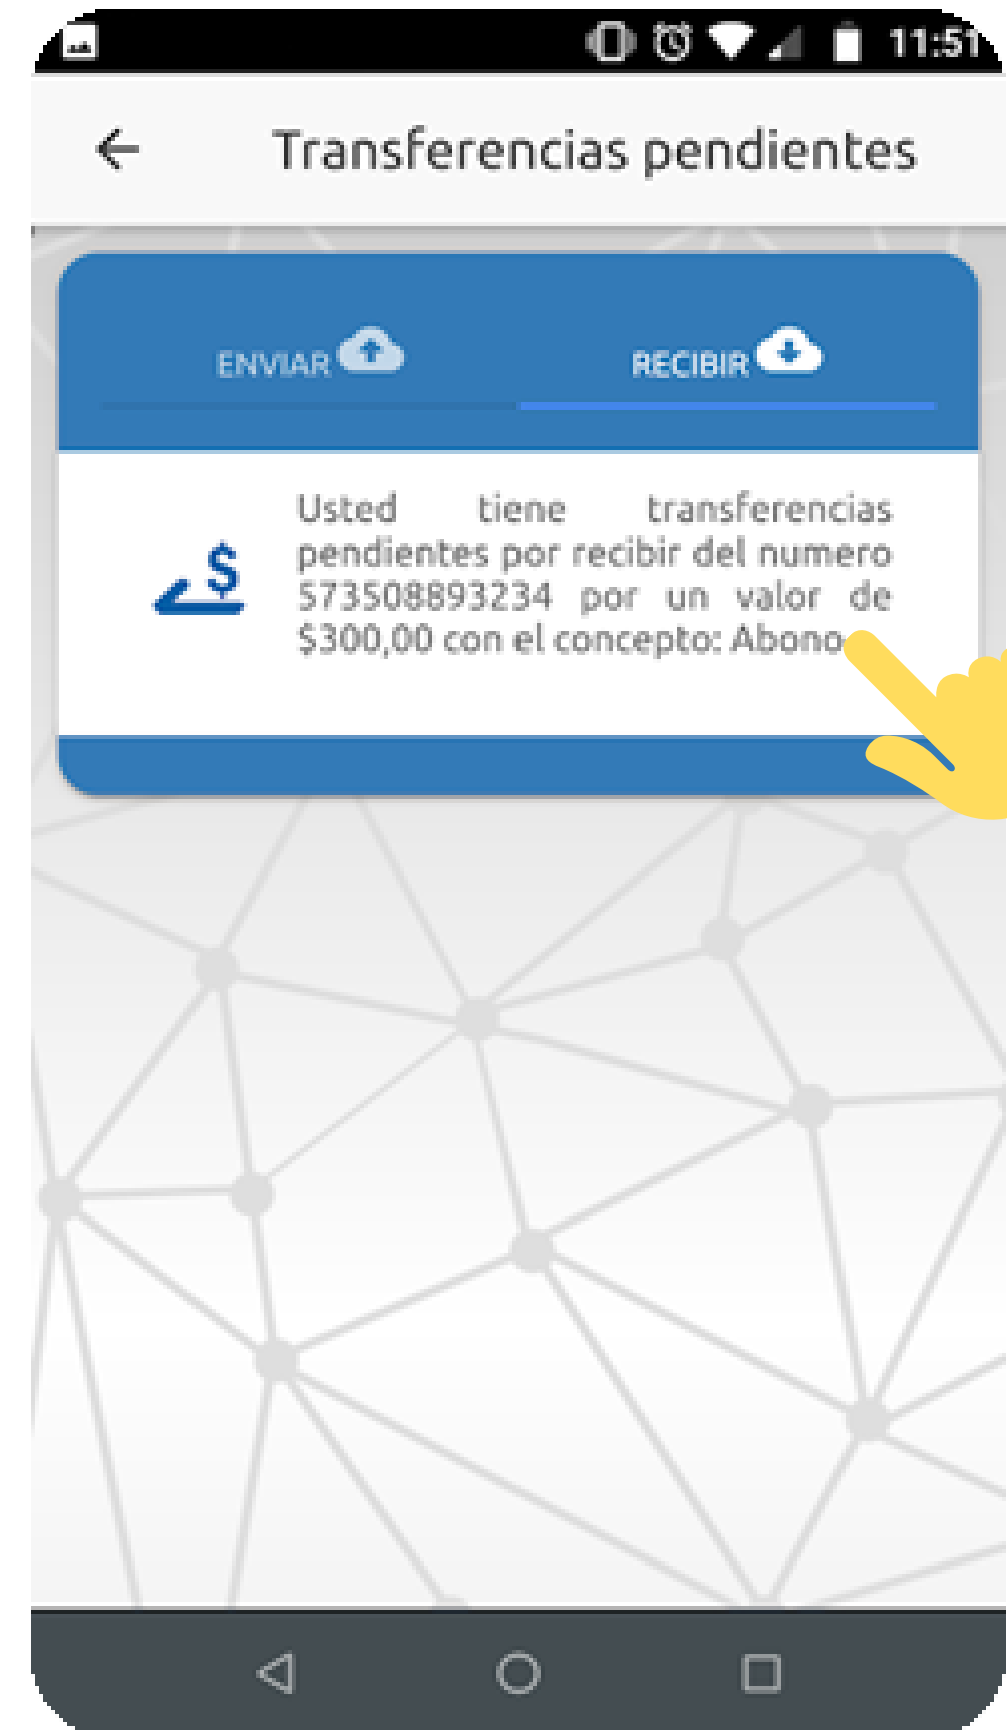 11:51
Transferencias pendientes
ENVIAR
RECIBIR
Usted tiene transferencias
pendientes por recibir del numero
573508893234 por un valor de
$300,00 con el concepto: Abono